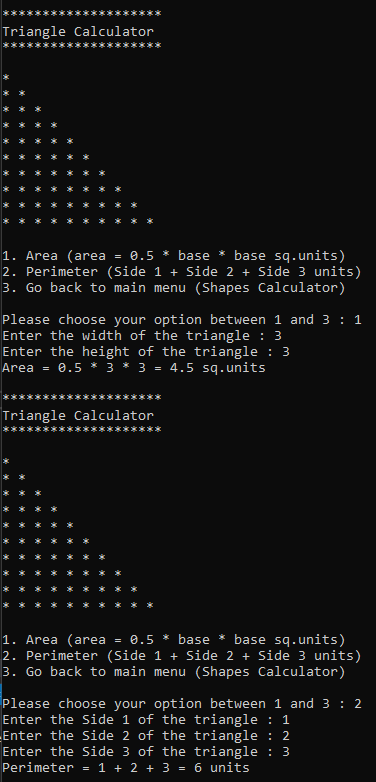 ********************
Triangle Calculator
********************
*
* *
* * *
* * * *
* * * * *
* * * * * *
* * * * * * *
* * * * * * * *
* * * * * * * * *
* * * * * * * * * *
1. Area (area = 0.5 * base * base sq.units)
2. Perimeter (Side 1 + Side 2 + Side 3 units)
3. Go back to main menu (Shapes Calculator)
Please choose your option between 1 and 3 : 1
Enter the width of the triangle : 3
Enter the height of the triangle : 3
Area = 0.5 * 3 * 3 = 4.5 sq.units
********************
Triangle Calculator
********************
*
* *
* * *
* * * *
* * * * *
* * * * * *
* * * * * * *
* * * * * * * *
* * * * * * * * *
* * * * * * * * * *
1. Area (area = 0.5 * base * base sq.units)
2. Perimeter (Side 1 + Side 2 + Side 3 units)
3. Go back to main menu (Shapes Calculator)
Please choose your option between 1 and 3 : 2
Enter the Side 1 of the triangle : 1
Enter the Side 2 of the triangle : 2
Enter the Side 3 of the triangle : 3
Perimeter = 1 + 2 + 3 = 6 units